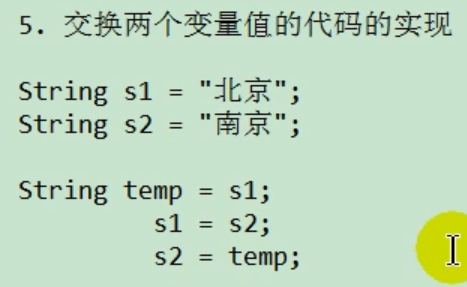 5. 交换两个变量值的代码的实现
String s1 = "北京";
String s2 = "南京";
String temp = s1;
s1 = s2;
s2 = temp;